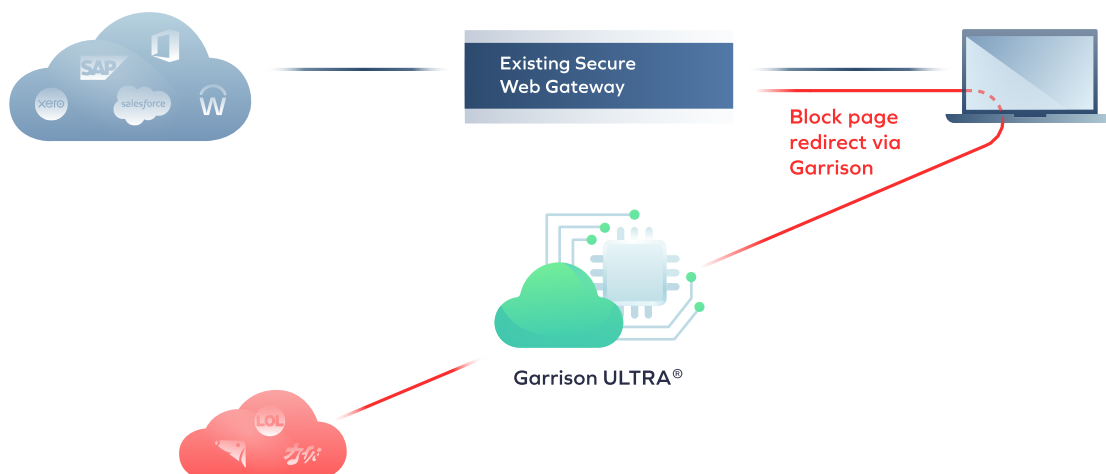 SAP
xero
salesforce
W
Existing Secure
Web Gateway
Block page
redirect via
Garrison
Garrison ULTRA®
LOL